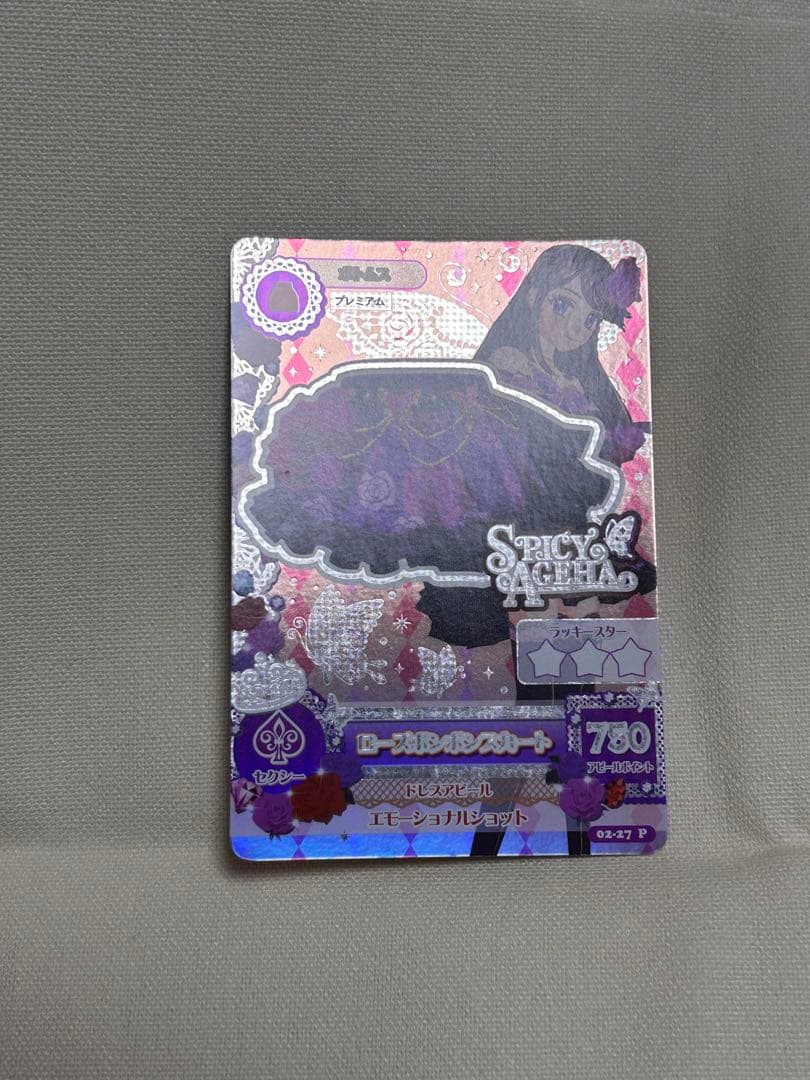 ボトムス
プレミアム
SPICY
AGEHA
ラッキースター
ローズボンボンスカート
750
アピールポイント
セクシー
ドレスアピール
エモーショナルショット
02-27 P